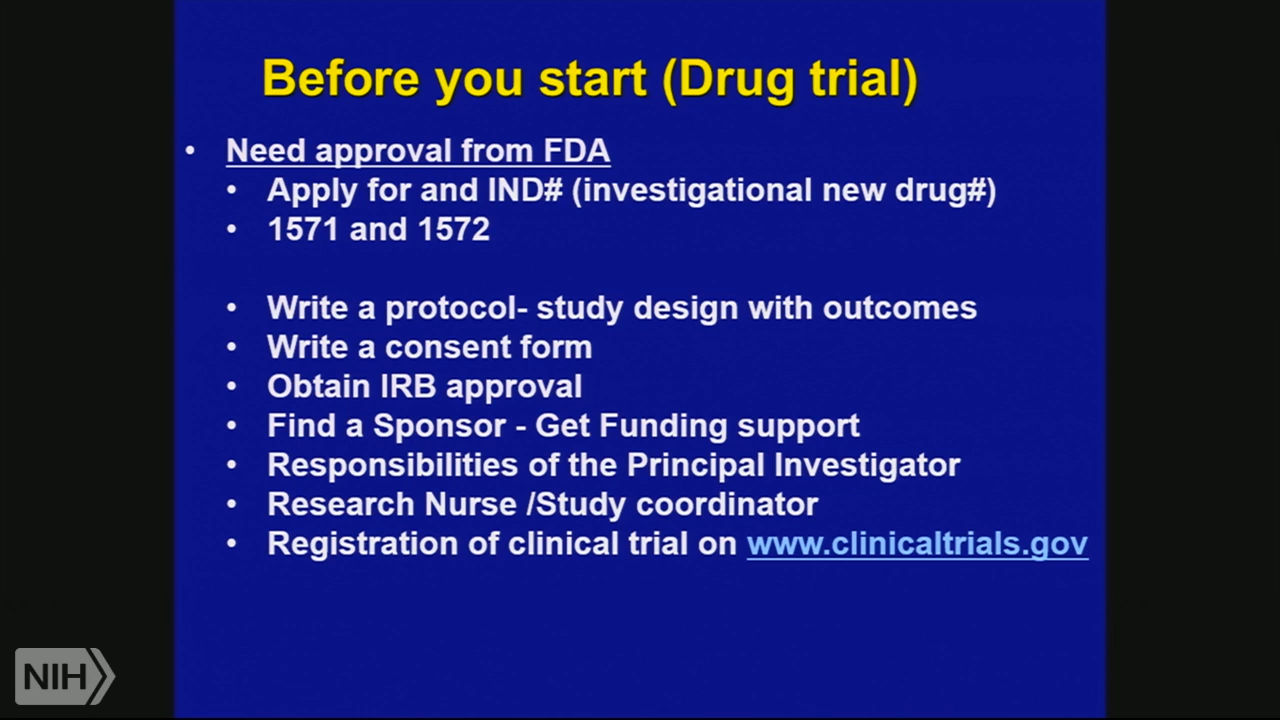 Before you start (Drug trial)
• Need approval from FDA
• Apply for and IND# (investigational new drug#)
• 1571 and 1572
• Write a protocol- study design with outcomes
• Write a consent form
• Obtain IRB approval
• Find a Sponsor - Get Funding support
• Responsibilities of the Principal Investigator
• Research Nurse /Study coordinator
• Registration of clinical trial on www.clinicaltrials.gov
NIH